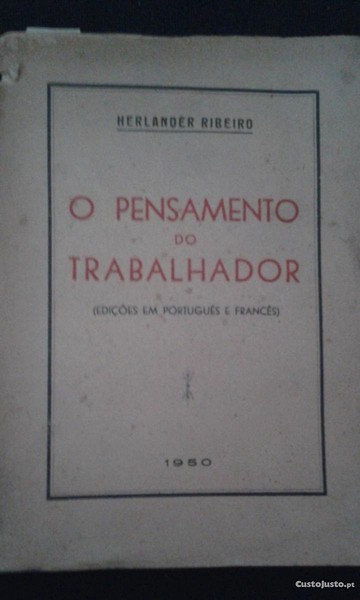 HERLANDER RIBEIRO
O PENSAMENTO
DO
TRABALHADOR
(EDIÇÕES EM PORTUGUÊS E FRANCÊS)
1950
CustoJusto.pt